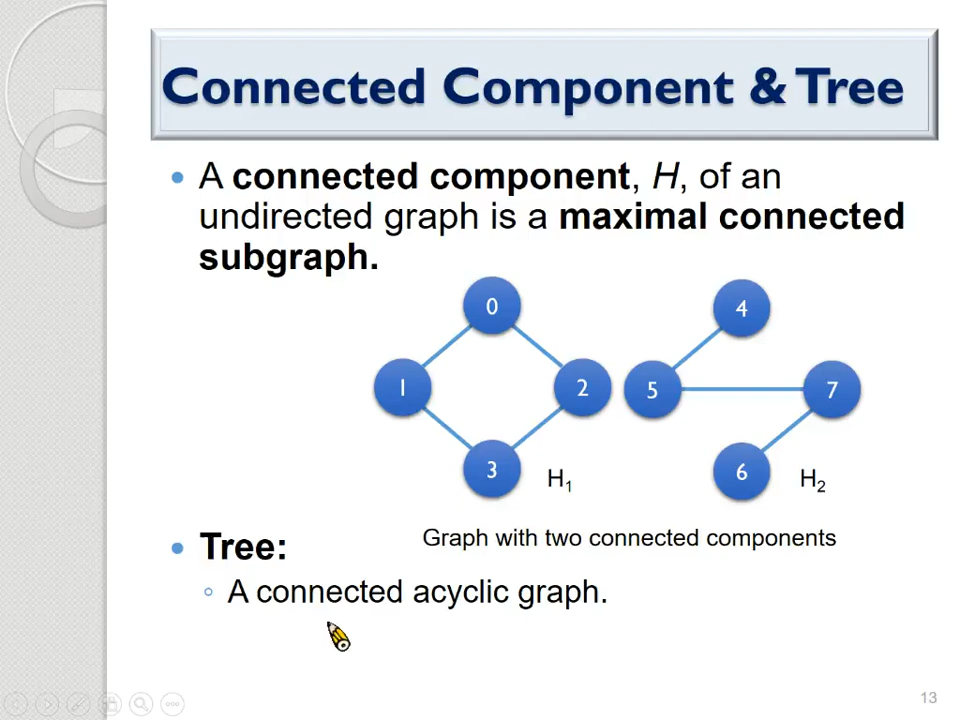 Connected Component & Tree
• A connected component, H, of an
undirected graph is a maximal connected
subgraph.
0
4
1
2
5
7
3
6
H₁
H₂
Graph with two connected components
• Tree:
◦ A connected acyclic graph.
13